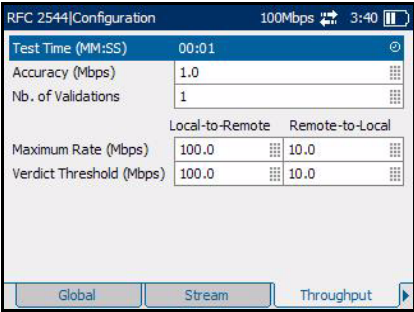 RFC 2544|Configuration 100Mbps 3:40
Test Time (MM:SS) 00:01
Accuracy (Mbps) 1.0
Nb. of Validations 1
Local-to-Remote Remote-to-Local
Maximum Rate (Mbps) 100.0 10.0
Verdict Threshold (Mbps) 100.0 10.0
Global Stream Throughput